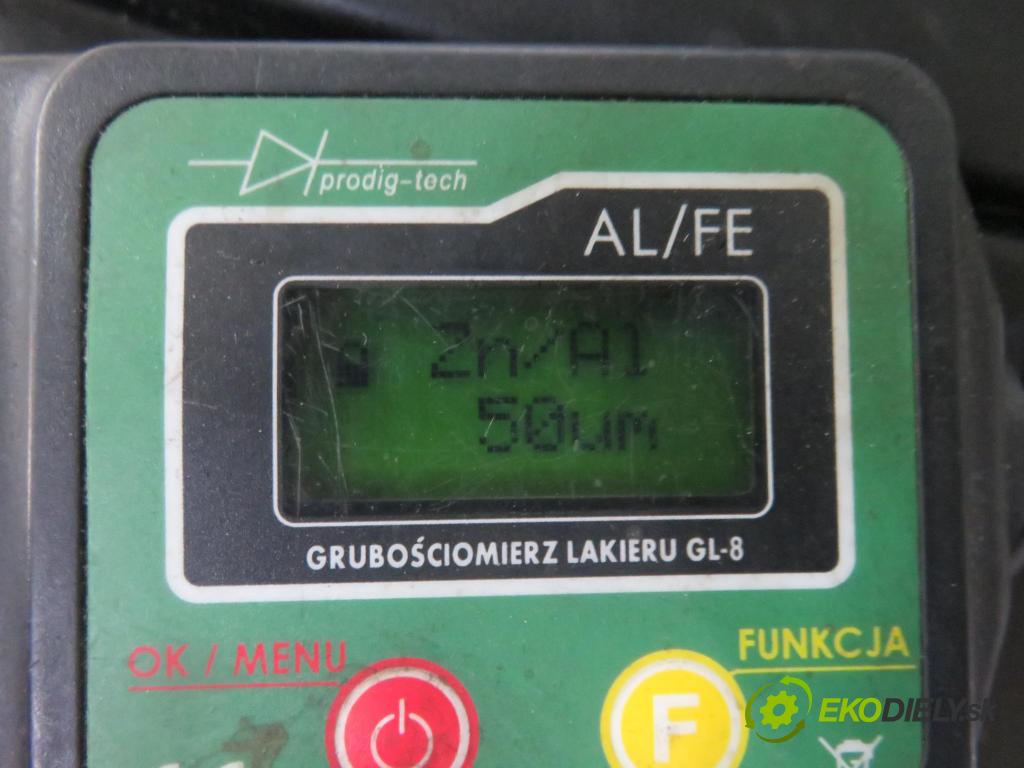 prodig-tech
AL/FE
Zn/Al
50um
GRUBOŚCIOMIERZ LAKIERU GL-8
OK / MENU
FUNKCJA
F
EKODIELY.sk